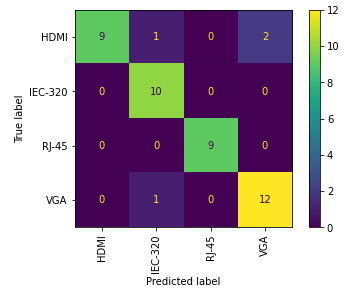 HDMI 9 1 0 2
IEC-320 0 10 0 0
RJ-45 0 0 9 0
VGA 0 1 0 12
HDMI IEC-320 RJ-45 VGA
Predicted label
True label
12
10
8
6
4
2
0